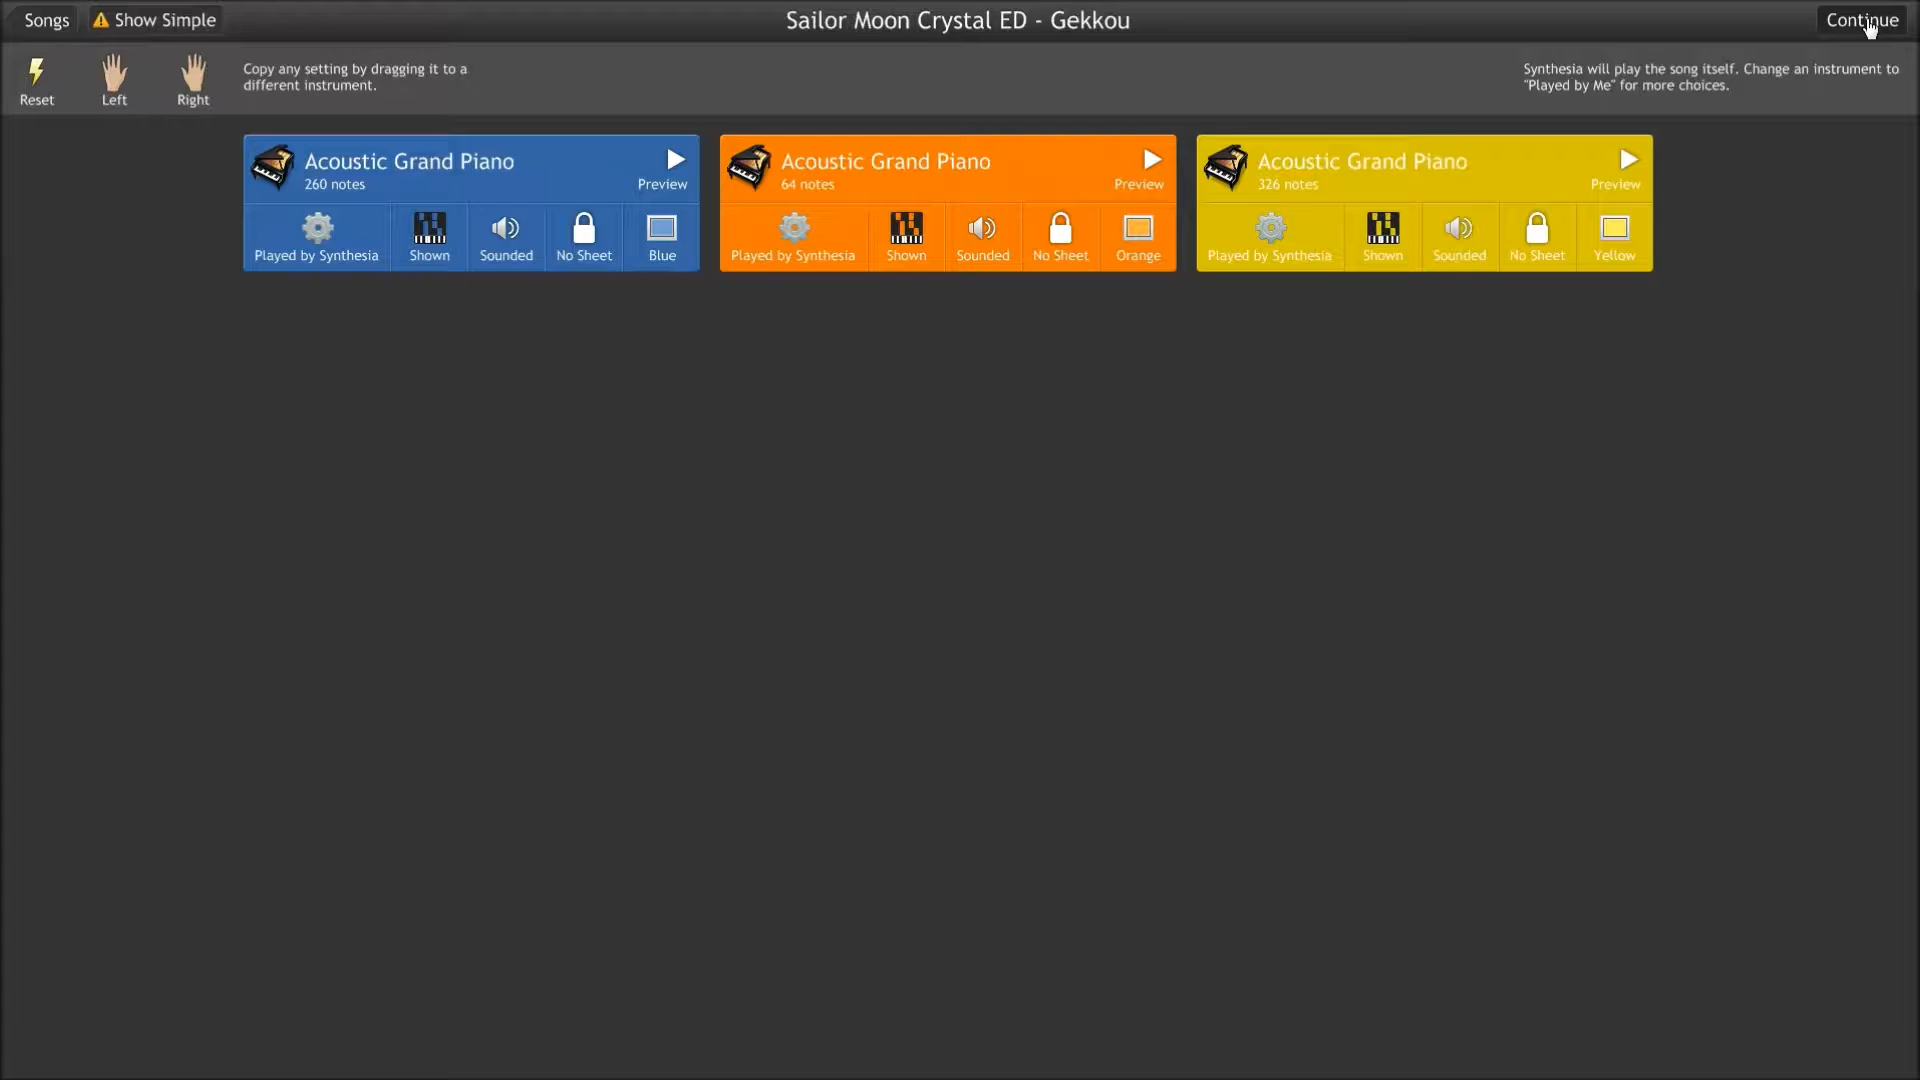 Songs
Show Simple
Sailor Moon Crystal ED - Gekkou
Continue
Reset
Left
Right
Copy any setting by dragging it to a
different instrument.
Synthesia will play the song itself. Change an instrument to
"Played by Me" for more choices.
Acoustic Grand Piano
260 notes
Preview
Played by Synthesia
Shown
Sounded
No Sheet
Blue
Acoustic Grand Piano
64 notes
Preview
Played by Synthesia
Shown
Sounded
No Sheet
Orange
Acoustic Grand Piano
326 notes
Preview
Played by Synthesia
Shown
Sounded
No Sheet
Yellow